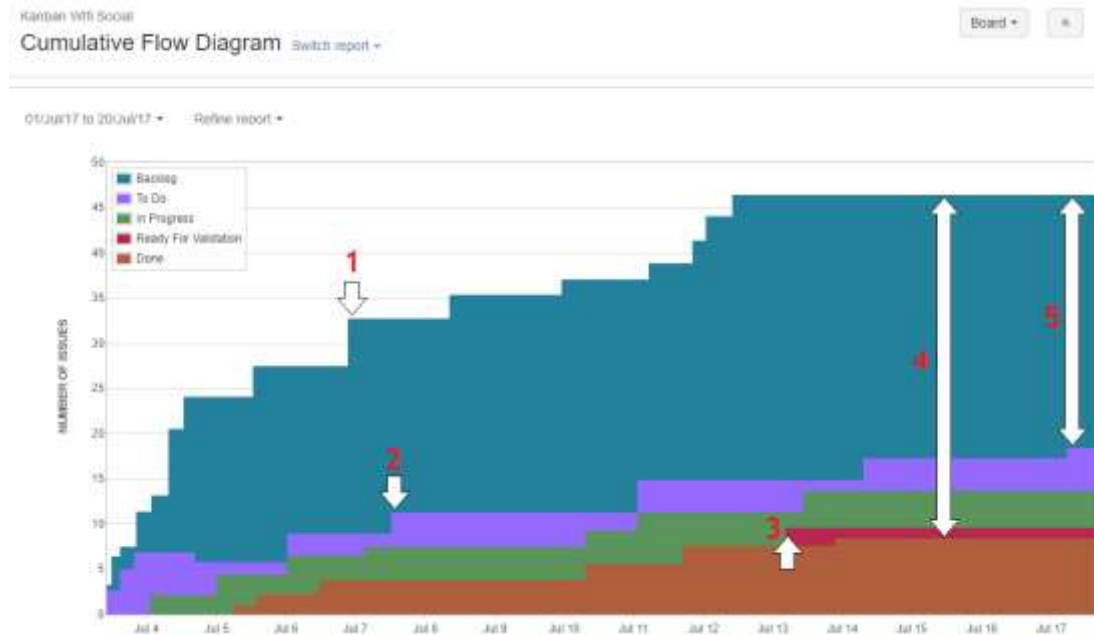 Kanban Wifi Social
Board
Cumulative Flow Diagram Switch report
01/Jul/17 to 20/Jul/17
Refine report
50
45
40
35
30
25
20
15
10
5
0
NUMBER OF ISSUES
Backlog
To Do
In Progress
Ready For Validation
Done
1
2
3
4
5
Jul 4 Jul 5 Jul 6 Jul 7 Jul 8 Jul 9 Jul 10 Jul 11 Jul 12 Jul 13 Jul 14 Jul 15 Jul 16 Jul 17